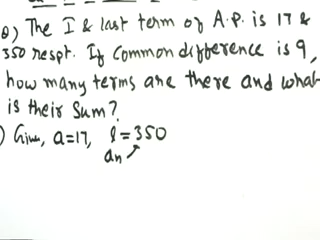 Q) The I & last term of A.P. is 17 &
350 respt. If Common difference is 9,
how many terms are there and what
is their Sum?
) Given, a=17, l=350
an